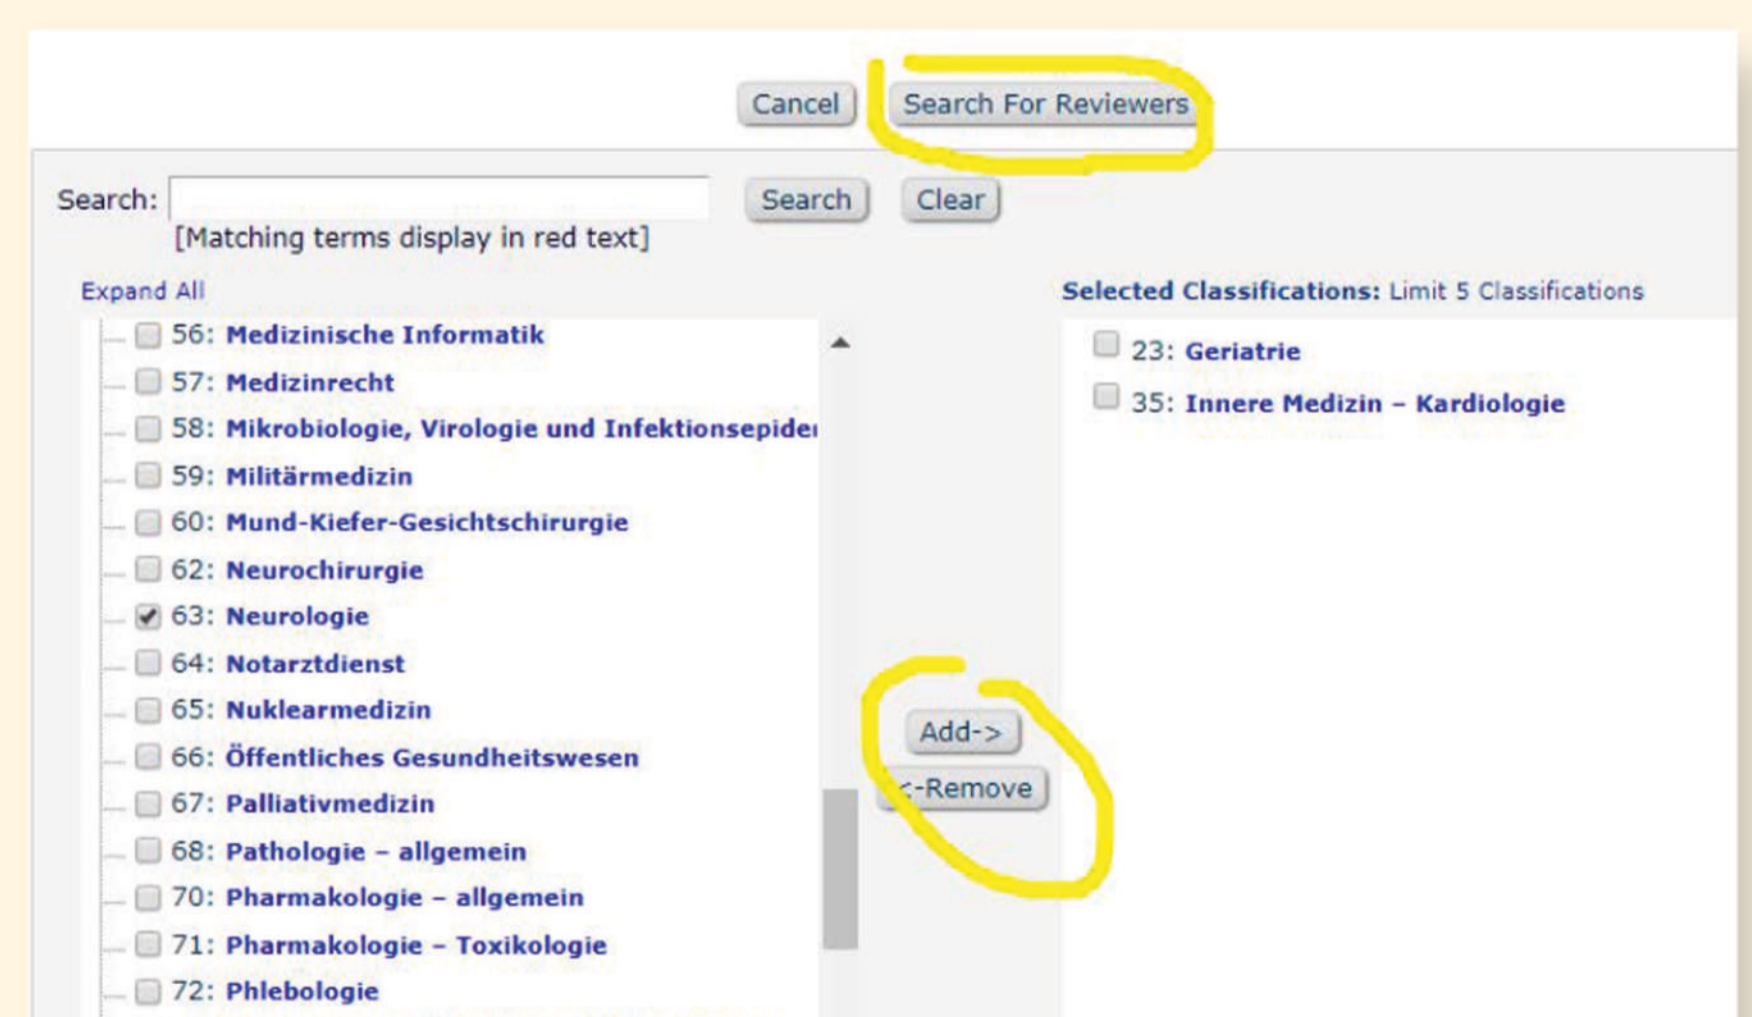 Cancel Search For Reviewers
Search: Search Clear
[Matching terms display in red text]
Expand All
56: Medizinische Informatik
57: Medizinrecht
58: Mikrobiologie, Virologie und
59: Militärmedizin
60: Mund-Kiefer-Gesichtschirurgie
62: Neurochirurgie
63: Neurologie
64: Notarztdienst
65: Nuklearmedizin
66: Öffentliches Gesundheitswesen
67: Palliativmedizin
68: Pathologie – allgemein
70: Pharmakologie – allgemein
71: Pharmakologie – Toxikologie
72: Phlebologie
Add->
<-Remove
Selected Classifications: Limit 5 Classifications
23: Geriatrie
35: Innere Medizin – Kardiologie